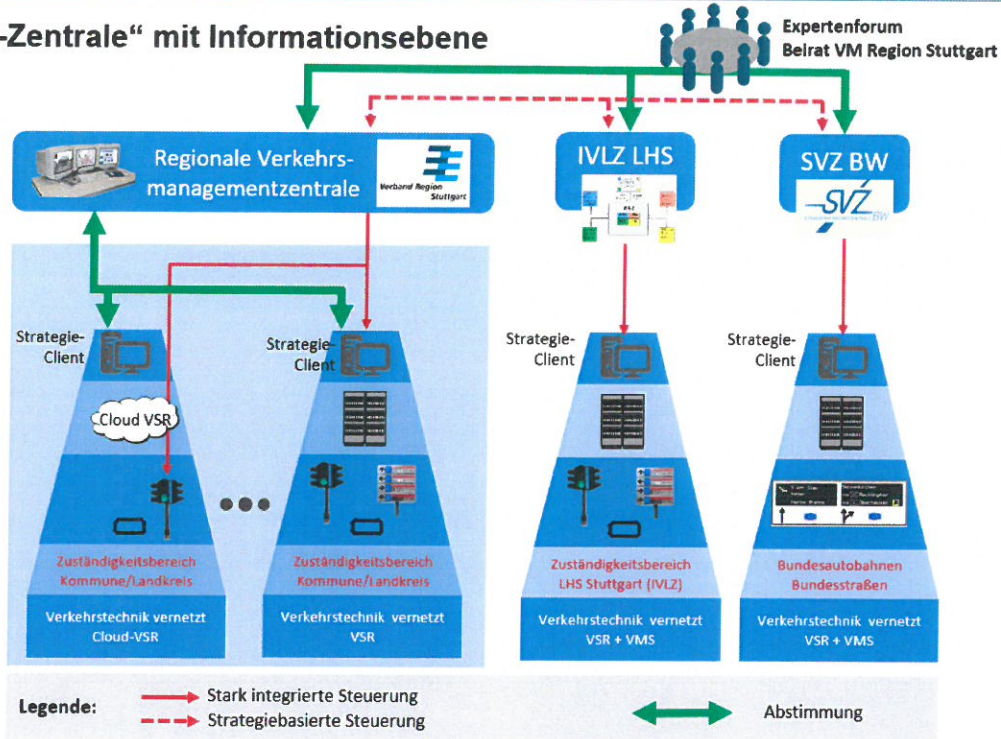 -Zentrale“ mit Informationsebene
Expertenforum
Beirat VM Region Stuttgart
Regionale Verkehrs-
managementzentrale
Verband Region
Stuttgart
IVLZ LHS
SVZ BW
SVZ
BW
Strategie-
Client
Strategie-
Client
Strategie-
Client
Strategie-
Client
Cloud VSR
Zuständigkeitsbereich
Kommune/Landkreis
Zuständigkeitsbereich
Kommune/Landkreis
Zuständigkeitsbereich
LHS Stuttgart (IVLZ)
Bundesautobahnen
Bundesstraßen
Verkehrstechnik vernetzt
Cloud-VSR
Verkehrstechnik vernetzt
VSR
Verkehrstechnik vernetzt
VSR + VMS
Verkehrstechnik vernetzt
VSR + VMS
Legende:
Stark integrierte Steuerung
Strategiebasierte Steuerung
Abstimmung